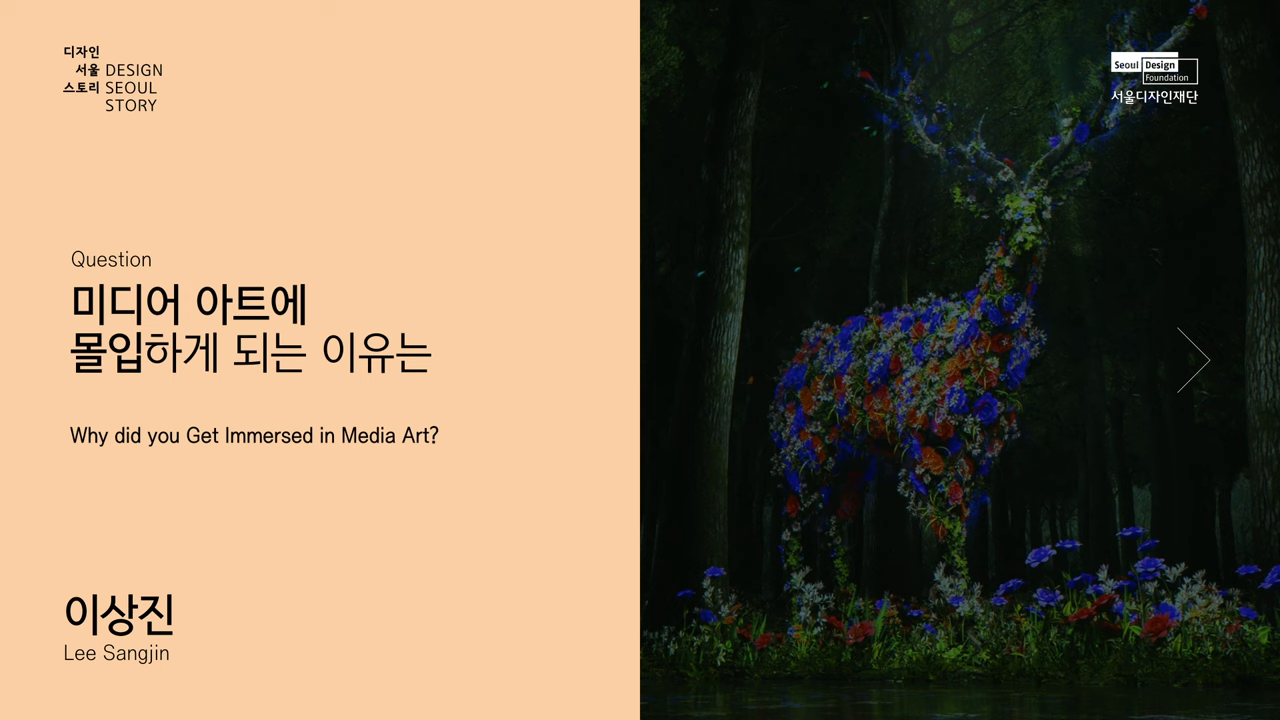 디자인
서울 DESIGN
스토리 SEOUL
STORY
Seoul Design
Foundation
서울디자인재단
Question
미디어 아트에
몰입하게 되는 이유는
Why did you Get Immersed in Media Art?
이상진
Lee Sangjin